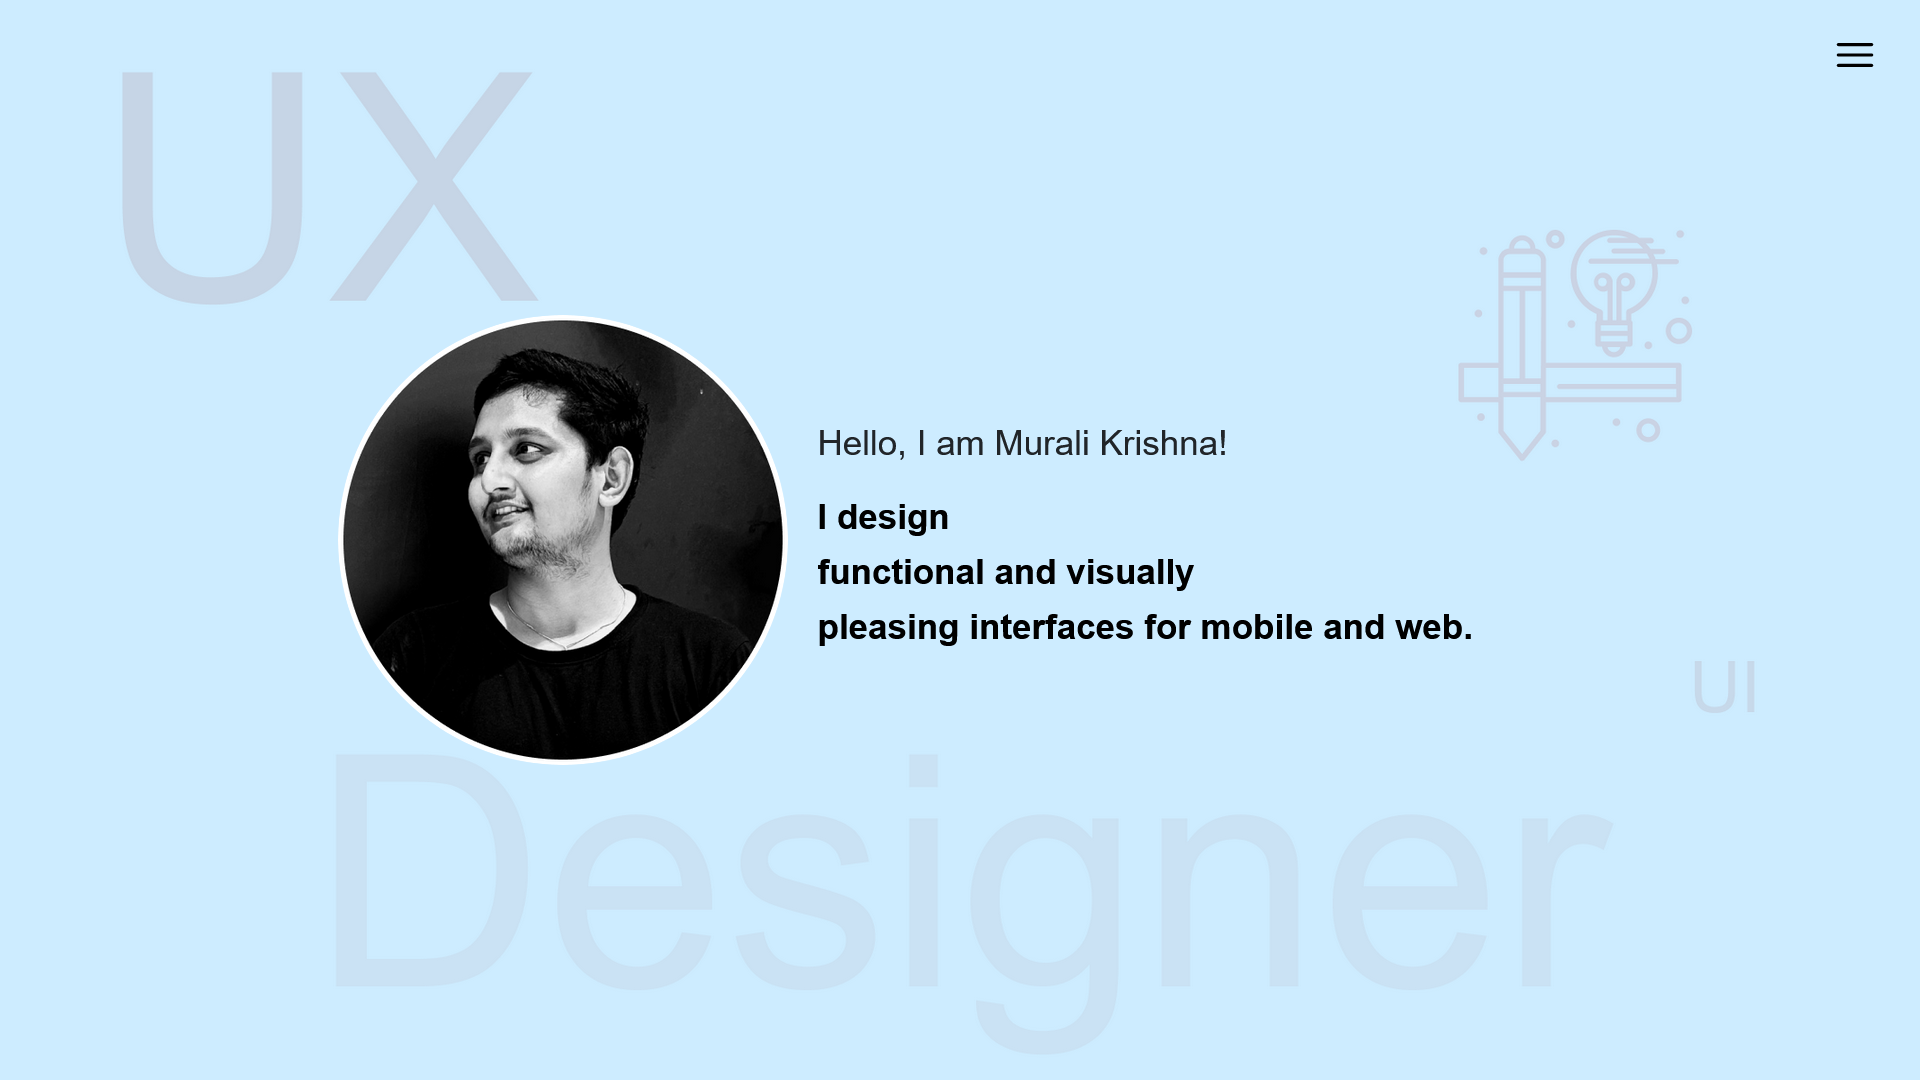 UX
Hello, I am Murali Krishna!
I design
functional and visually
pleasing interfaces for mobile and web.
UI
Designer